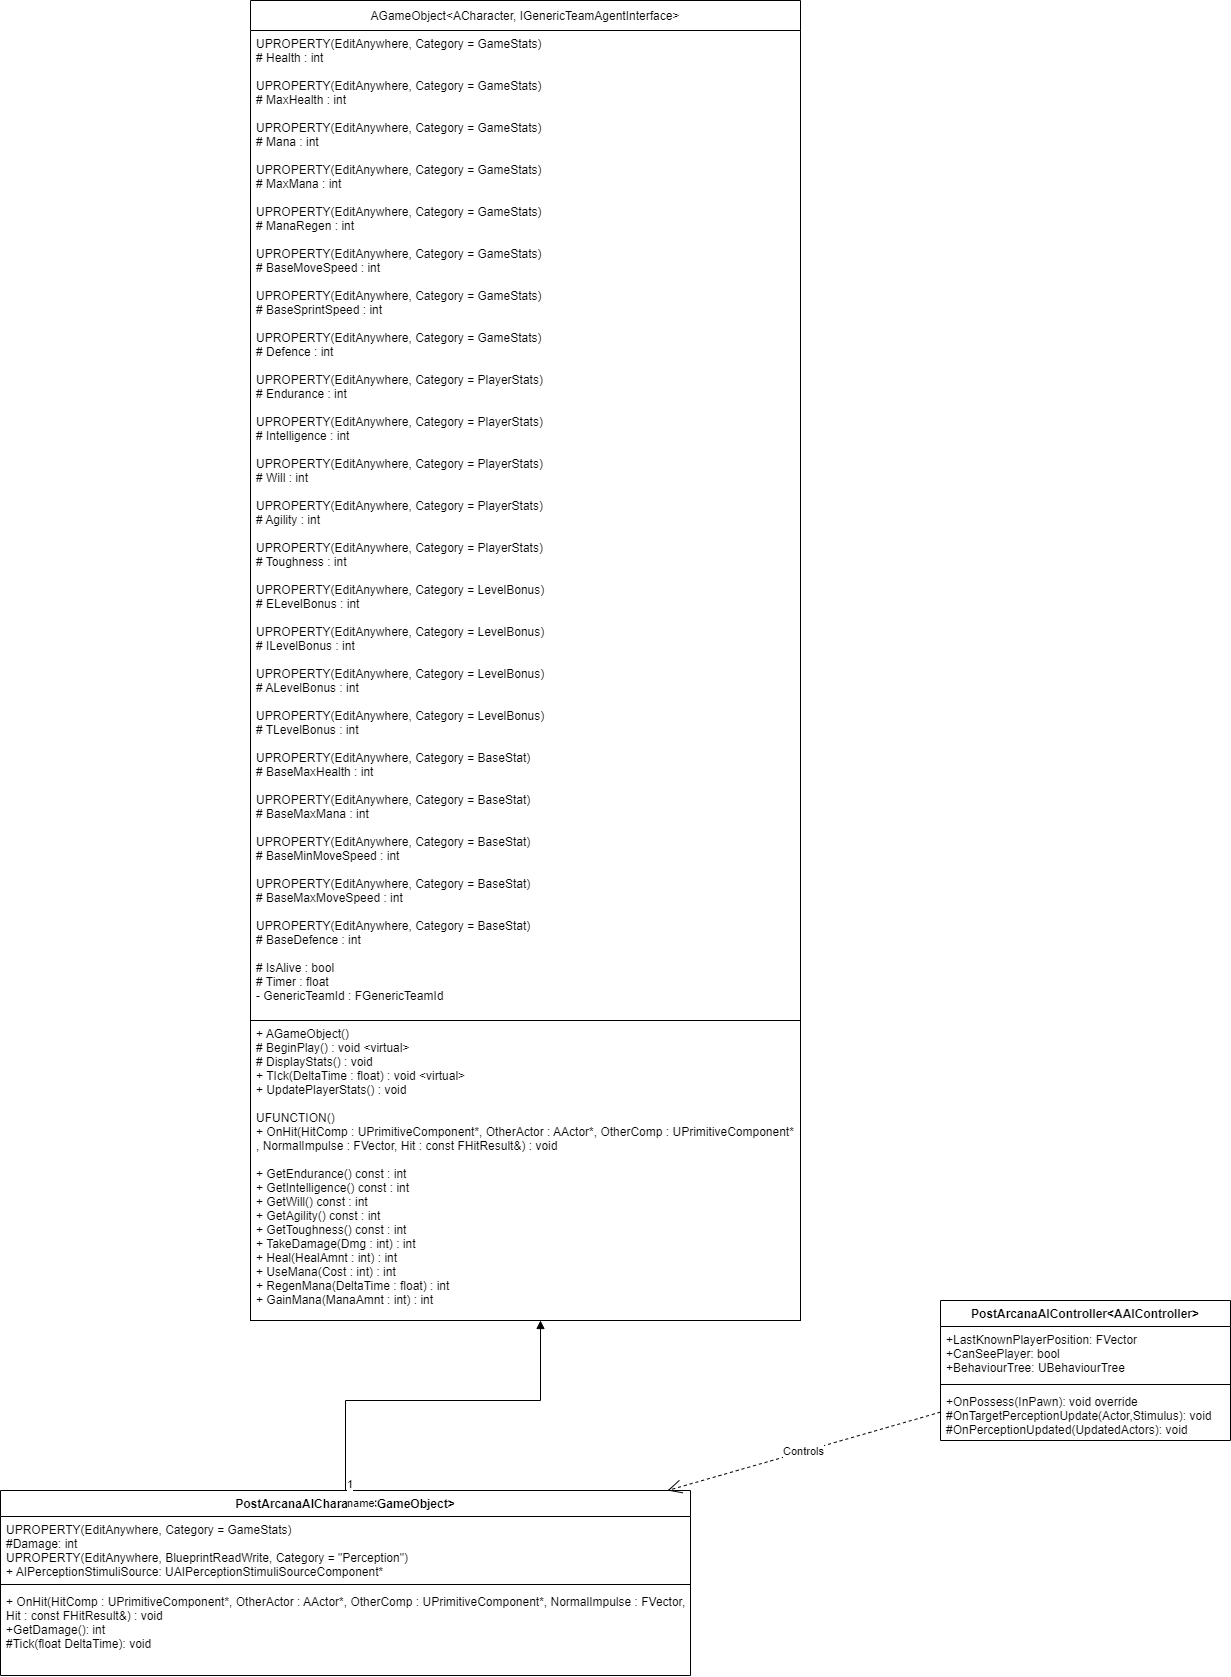 AGameObject<ACharacter, IGenericTeamAgentInterface>
UPROPERTY(EditAnywhere, Category = GameStats)
# Health : int
UPROPERTY(EditAnywhere, Category = GameStats)
# MaxHealth : int
UPROPERTY(EditAnywhere, Category = GameStats)
# Mana : int
UPROPERTY(EditAnywhere, Category = GameStats)
# MaxMana : int
UPROPERTY(EditAnywhere, Category = GameStats)
# ManaRegen : int
UPROPERTY(EditAnywhere, Category = GameStats)
# BaseMoveSpeed : int
UPROPERTY(EditAnywhere, Category = GameStats)
# BaseSprintSpeed : int
UPROPERTY(EditAnywhere, Category = GameStats)
# Defence : int
UPROPERTY(EditAnywhere, Category = PlayerStats)
# Endurance : int
UPROPERTY(EditAnywhere, Category = PlayerStats)
# Intelligence : int
UPROPERTY(EditAnywhere, Category = PlayerStats)
# Will : int
UPROPERTY(EditAnywhere, Category = PlayerStats)
# Agility : int
UPROPERTY(EditAnywhere, Category = PlayerStats)
# Toughness : int
UPROPERTY(EditAnywhere, Category = LevelBonus)
# ELevelBonus : int
UPROPERTY(EditAnywhere, Category = LevelBonus)
# ILevelBonus : int
UPROPERTY(EditAnywhere, Category = LevelBonus)
# ALevelBonus : int
UPROPERTY(EditAnywhere, Category = LevelBonus)
# TLevelBonus : int
UPROPERTY(EditAnywhere, Category = BaseStat)
# BaseMaxHealth : int
UPROPERTY(EditAnywhere, Category = BaseStat)
# BaseMaxMana : int
UPROPERTY(EditAnywhere, Category = BaseStat)
# BaseMinMoveSpeed : int
UPROPERTY(EditAnywhere, Category = BaseStat)
# BaseMaxMoveSpeed : int
UPROPERTY(EditAnywhere, Category = BaseStat)
# BaseDefence : int
# IsAlive : bool
# Timer : float
- GenericTeamId : FGenericTeamId
+ AGameObject()
# BeginPlay() : void <virtual>
# DisplayStats() : void
+ TIck(DeltaTime : float) : void <virtual>
+ UpdatePlayerStats() : void
UFUNCTION()
+ OnHit(HitComp : UPrimitiveComponent*, OtherActor : AActor*, OtherComp : UPrimitiveComponent*
, NormalImpulse : FVector, Hit : const FHitResult&) : void
+ GetEndurance() const : int
+ GetIntelligence() const : int
+ GetWill() const : int
+ GetAgility() const : int
+ GetToughness() const : int
+ TakeDamage(Dmg : int) : int
+ Heal(HealAmnt : int) : int
+ UseMana(Cost : int) : int
+ RegenMana(DeltaTime : float) : int
+ GainMana(ManaAmnt : int) : int
PostArcanaAIController<AAIController>
+LastKnownPlayerPosition: FVector
+CanSeePlayer: bool
+BehaviourTree: UBehaviourTree
+OnPossess(InPawn): void override
#OnTargetPerceptionUpdate(Actor,Stimulus): void
#OnPerceptionUpdated(UpdatedActors): void
Controls
1
PostArcanaAIChara name :GameObject>
UPROPERTY(EditAnywhere, Category = GameStats)
#Damage: int
UPROPERTY(EditAnywhere, BlueprintReadWrite, Category = "Perception")
+ AIPerceptionStimuliSource: UAIPerceptionStimuliSourceComponent*
+ OnHit(HitComp : UPrimitiveComponent*, OtherActor : AActor*, OtherComp : UPrimitiveComponent*, NormalImpulse : FVector,
Hit : const FHitResult&) : void
+GetDamage(): int
#Tick(float DeltaTime): void